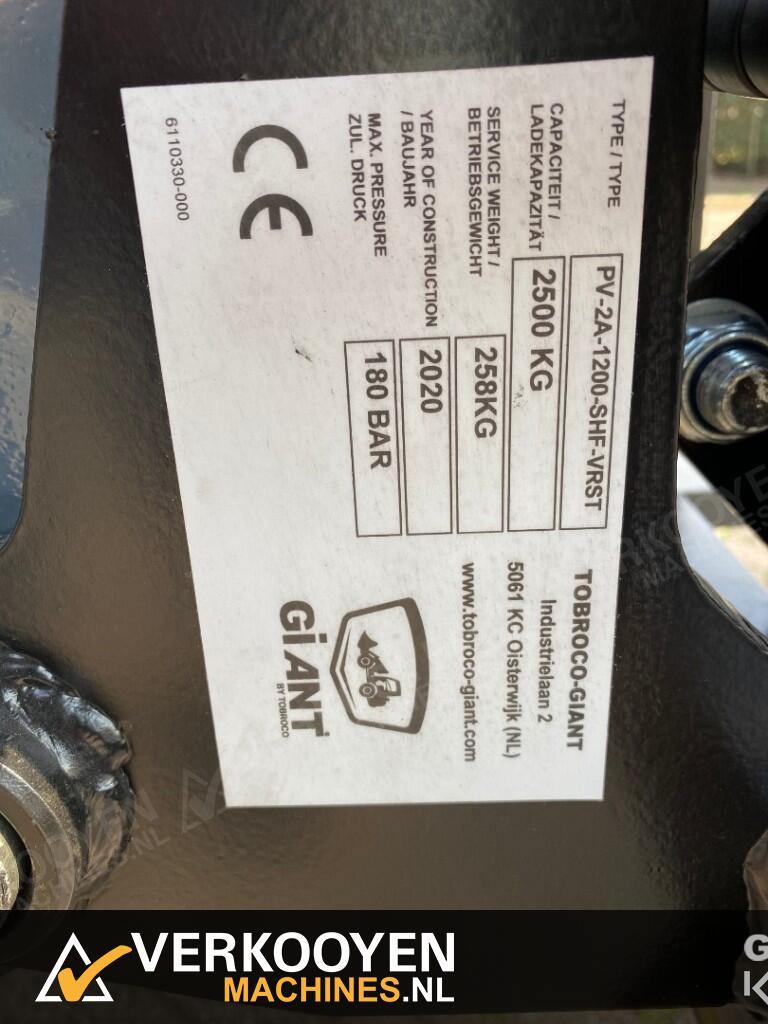 TYPE / TYPE
PV-2A-1200-SHF-VRST
CAPACITEIT /
LADEKAPAZITÄT
2500 KG
SERVICE WEIGHT /
BETRIEBSGEWICHT
258KG
YEAR OF CONSTRUCTION
/ BAUJAHR
2020
MAX. PRESSURE
ZUL. DRUCK
180 BAR
CE
6110330-000
TOBROCO-GIANT
Industrielaan 2
5061 KC Oisterwijk (NL)
www.tobroco-giant.com
GiANT
BY TOBROCO
VERKOOYEN
MACHINES.NL